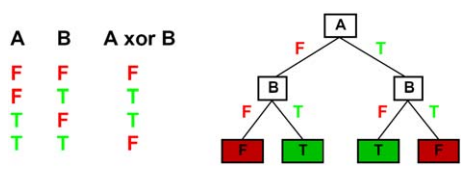 A B A xor B
F F F
F T T
T F T
T T F
A
F T
B B
F T F T
F T T F